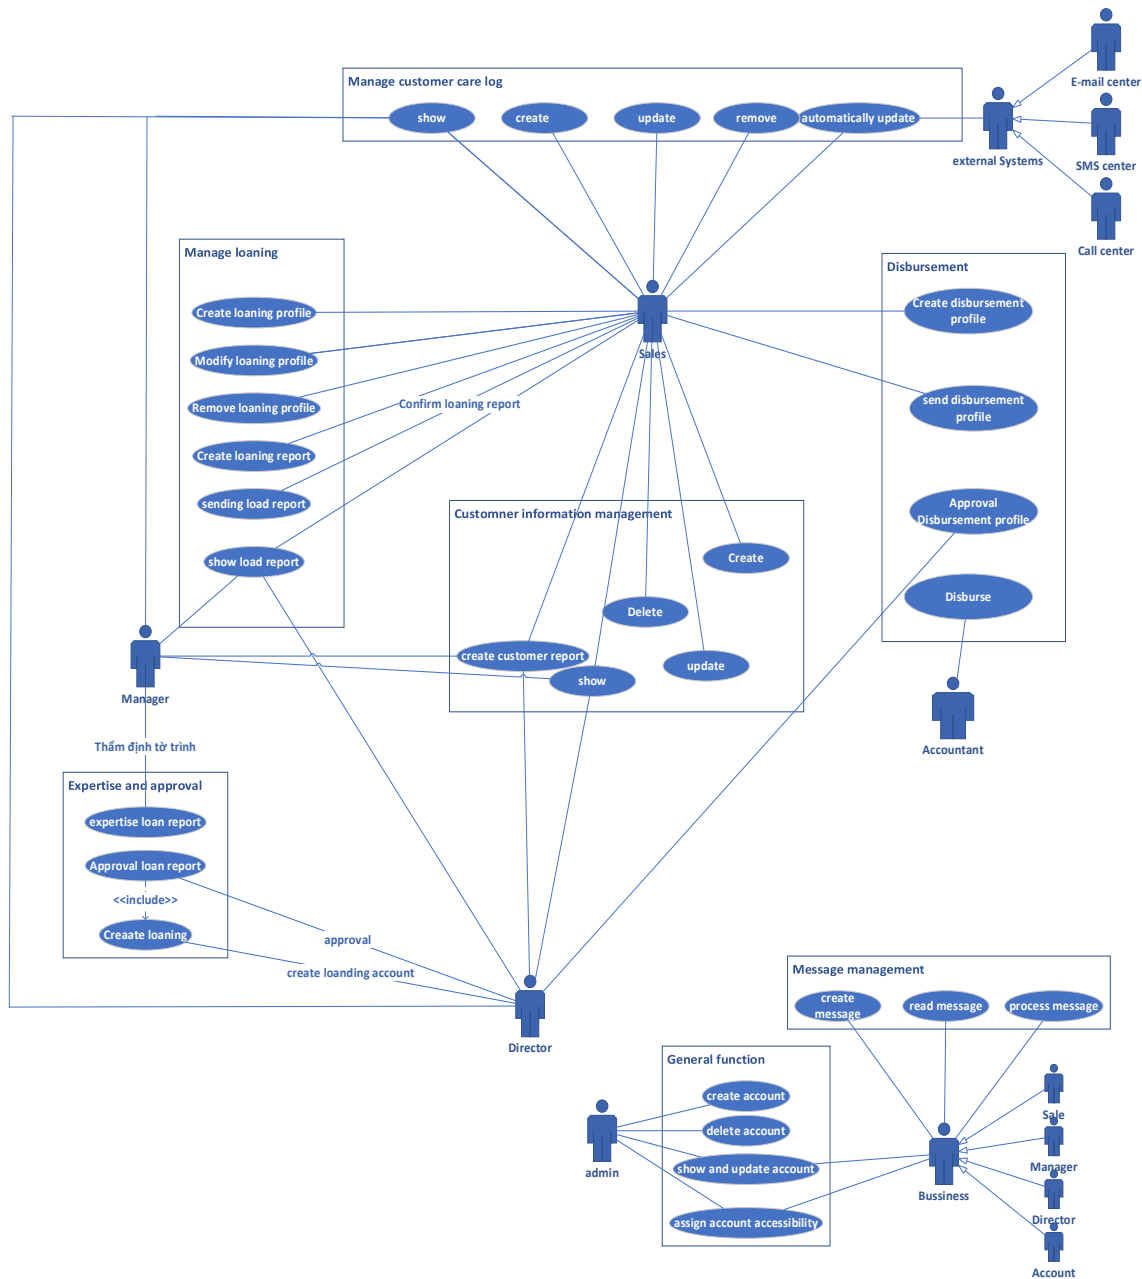 E-mail center
Manage customer care log
show
create
update
remove
automatically update
external Systems
SMS center
Call center
Manage loaning
Create loaning profile
Modify loaning profile
Remove loaning profile
Create loaning report
sending load report
show load report
Sales
Confirm loaning report
Disbursement
Create disbursement
profile
send disbursement
profile
Approval
Disbursement profile
Disburse
Customner information management
Create
Delete
create customer report
show
update
Manager
Accountant
Thẩm định tờ trình
Expertise and approval
expertise loan report
Approval loan report
<<include>>
Creaate loaning
approval
create loanding account
Director
Message management
create
message
read message
process message
General function
create account
delete account
show and update account
assign account accessibility
admin
Bussiness
Sale
Manager
Director
Account